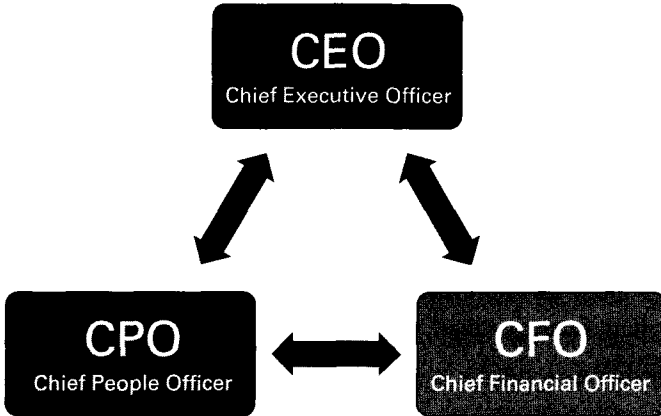 CEO
Chief Executive Officer
CPO
Chief People Officer
CFO
Chief Financial Officer